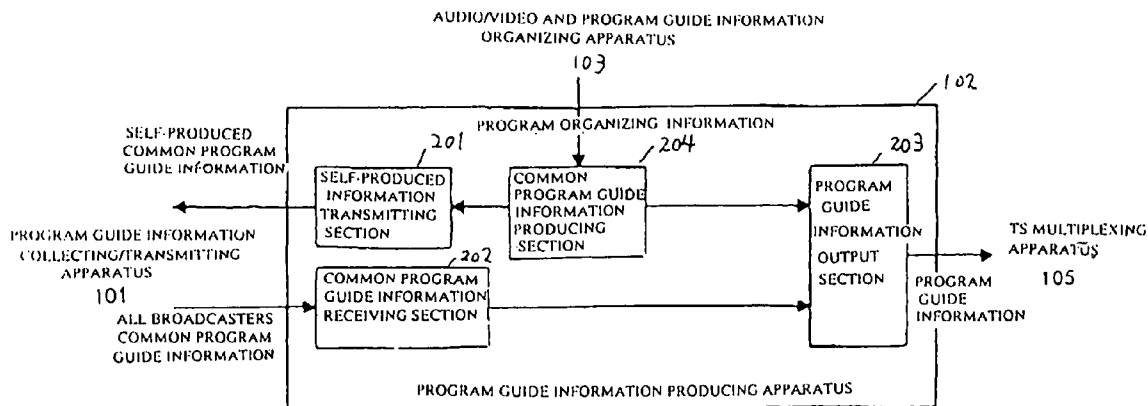 AUDIO/VIDEO AND PROGRAM GUIDE INFORMATION
ORGANIZING APPARATUS
103
102
PROGRAM ORGANIZING INFORMATION
SELF-PRODUCED
COMMON PROGRAM
GUIDE INFORMATION
201
SELF-PRODUCED
INFORMATION
TRANSMITTING
SECTION
204
COMMON
PROGRAM GUIDE
INFORMATION
PRODUCING
SECTION
203
PROGRAM
GUIDE
INFORMATION
OUTPUT
SECTION
PROGRAM GUIDE INFORMATION
COLLECTING/TRANSMITTING
APPARATUS
101
202
COMMON PROGRAM
GUIDE INFORMATION
RECEIVING SECTION
TS MULTIPLEXING
APPARATUS
105
PROGRAM
GUIDE
INFORMATION
ALL BROADCASTERS
COMMON PROGRAM
GUIDE INFORMATION
PROGRAM GUIDE INFORMATION PRODUCING APPARATUS